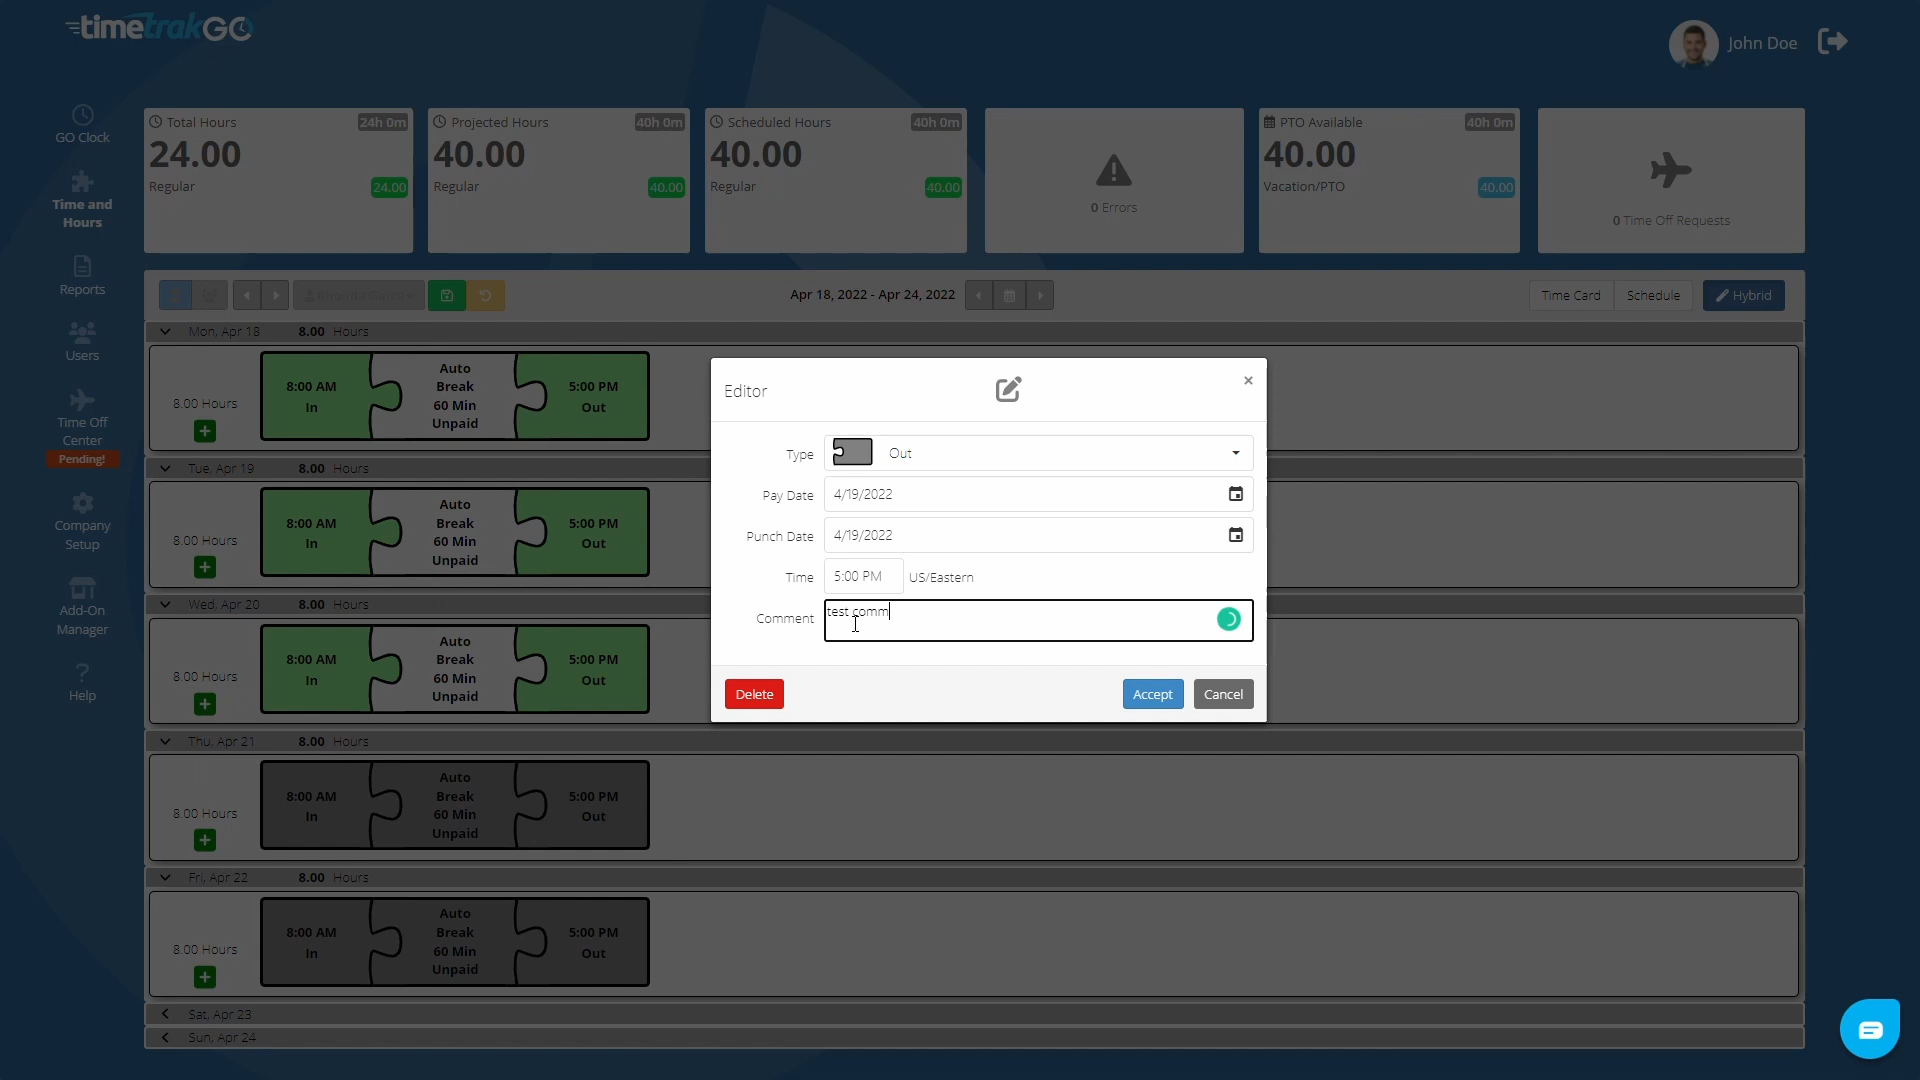 timetrakGO
John Doe
GO Clock
Time and
Hours
Reports
Users
Time Off
Center
Pending!
Company
Setup
Add-On
Manager
Help
Total Hours 24h 0m
24.00
Regular 24.00
Projected Hours 40h 0m
40.00
Regular 40.00
Scheduled Hours 40h 0m
40.00
Regular 40.00
0 Errors
PTO Available 40h 0m
40.00
Vacation/PTO 40.00
0 Time Off Requests
Apr 18, 2022 - Apr 24, 2022
Time Card Schedule Hybrid
Mon, Apr 18 8.00 Hours
8.00 Hours
8:00 AM
In
Auto
Break
60 Min
Unpaid
5:00 PM
Out
Tue, Apr 19 8.00 Hours
8.00 Hours
8:00 AM
In
Auto
Break
60 Min
Unpaid
5:00 PM
Out
Wed, Apr 20 8.00 Hours
8.00 Hours
8:00 AM
In
Auto
Break
60 Min
Unpaid
5:00 PM
Out
Thu, Apr 21 8.00 Hours
8.00 Hours
8:00 AM
In
Auto
Break
60 Min
Unpaid
5:00 PM
Out
Fri, Apr 22 8.00 Hours
8.00 Hours
8:00 AM
In
Auto
Break
60 Min
Unpaid
5:00 PM
Out
Sat, Apr 23
Sun, Apr 24
Editor ×
Type Out
Pay Date 4/19/2022
Punch Date 4/19/2022
Time 5:00 PM US/Eastern
Comment test comm
Delete Accept Cancel